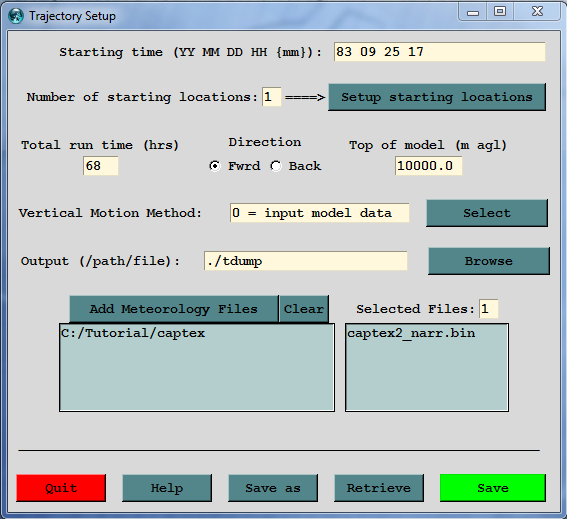 Trajectory Setup
Starting time (YY MM DD HH {mm}): 83 09 25 17
Number of starting locations: 1 ====> Setup starting locations
Total run time (hrs) Direction Top of model (m agl)
68 Fwrd Back 10000.0
Vertical Motion Method: 0 = input model data Select
Output (/path/file): ./tdump Browse
Add Meteorology Files Clear Selected Files: 1
C:/Tutorial/captex captex2_narr.bin
Quit Help Save as Retrieve Save